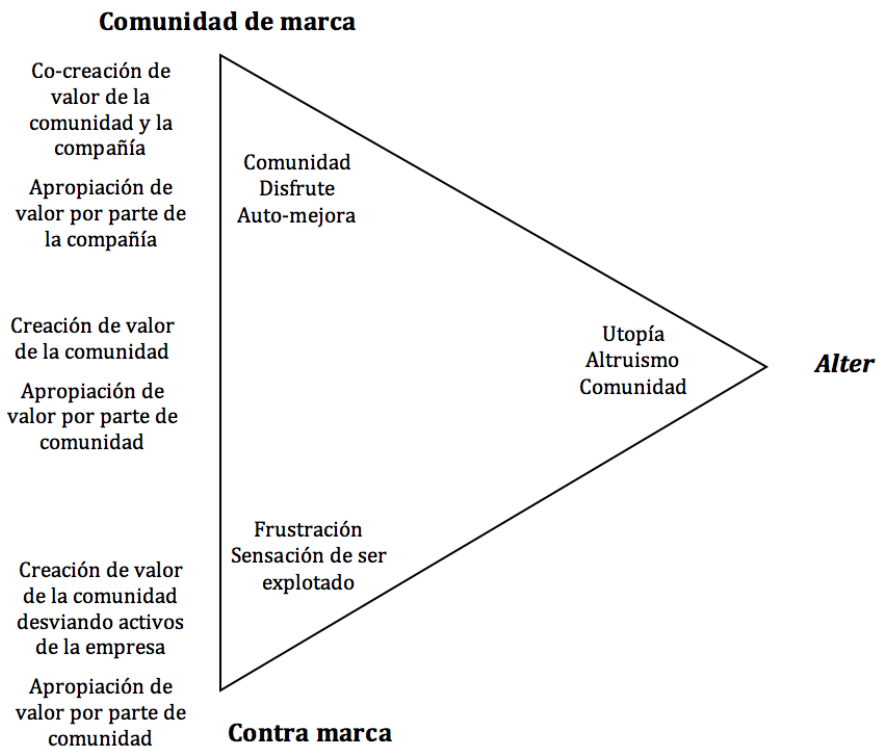 Comunidad de marca
Co-creación de
valor de la
comunidad y la
compañía
Apropiación de
valor por parte de
la compañía
Comunidad
Disfrute
Auto-mejora
Creación de valor
de la comunidad
Apropiación de
valor por parte de
comunidad
Utopía
Altruismo
Comunidad
Alter
Frustración
Sensación de ser
explotado
Creación de valor
de la comunidad
desviando activos
de la empresa
Apropiación de
valor por parte de
comunidad
Contra marca